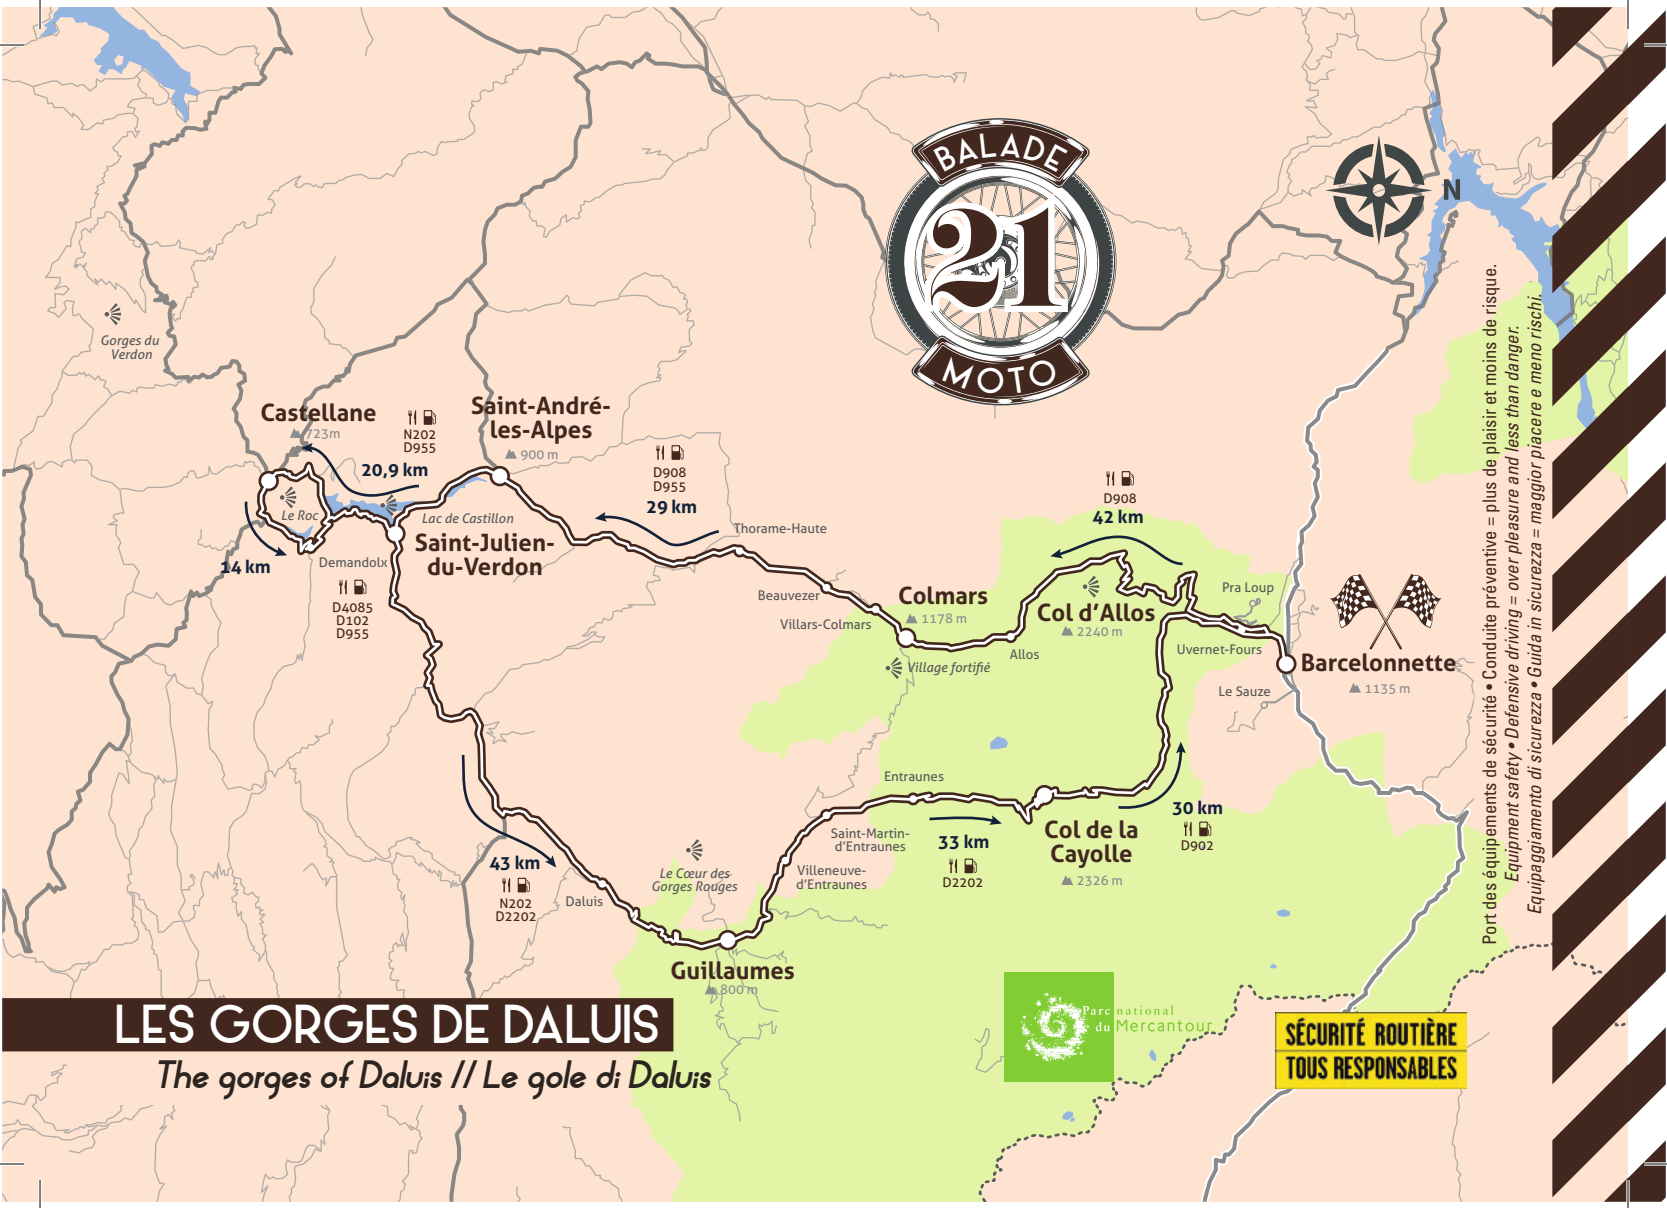 BALADE
21
MOTO
N
Gorges du
Verdon
Castellane
723m
N202
D955
20,9 km
Saint-André-
les-Alpes
900 m
D908
D955
29 km
Le Roc
Lac de Castillon
Saint-Julien-
du-Verdon
14 km
Demandolx
D4085
D102
D955
Thorame-Haute
Beauvezer
Villars-Colmars
Colmars
1178 m
Village fortifié
Allos
D908
42 km
Col d'Allos
2240 m
Pra Loup
Uvernet-Fours
Le Sauze
Barcelonnette
1135 m
Entraunes
Saint-Martin-
d'Entraunes
Villeneuve-
d'Entraunes
33 km
D2202
Col de la
Cayolle
2326 m
30 km
D902
43 km
N202
D2202
Daluis
Le Cœur des
Gorges Rouges
Guillaumes
800 m
LES GORGES DE DALUIS
The gorges of Daluis // Le gole di Daluis
Parc national
du Mercantour
SÉCURITÉ ROUTIÈRE
TOUS RESPONSABLES
Port des équipements de sécurité • Conduite préventive = plus de plaisir et moins de risque.
Equipment safety • Defensive driving = over pleasure and less than danger.
Equipaggiamento di sicurezza • Guida in sicurezza = maggior piacere e meno rischi.